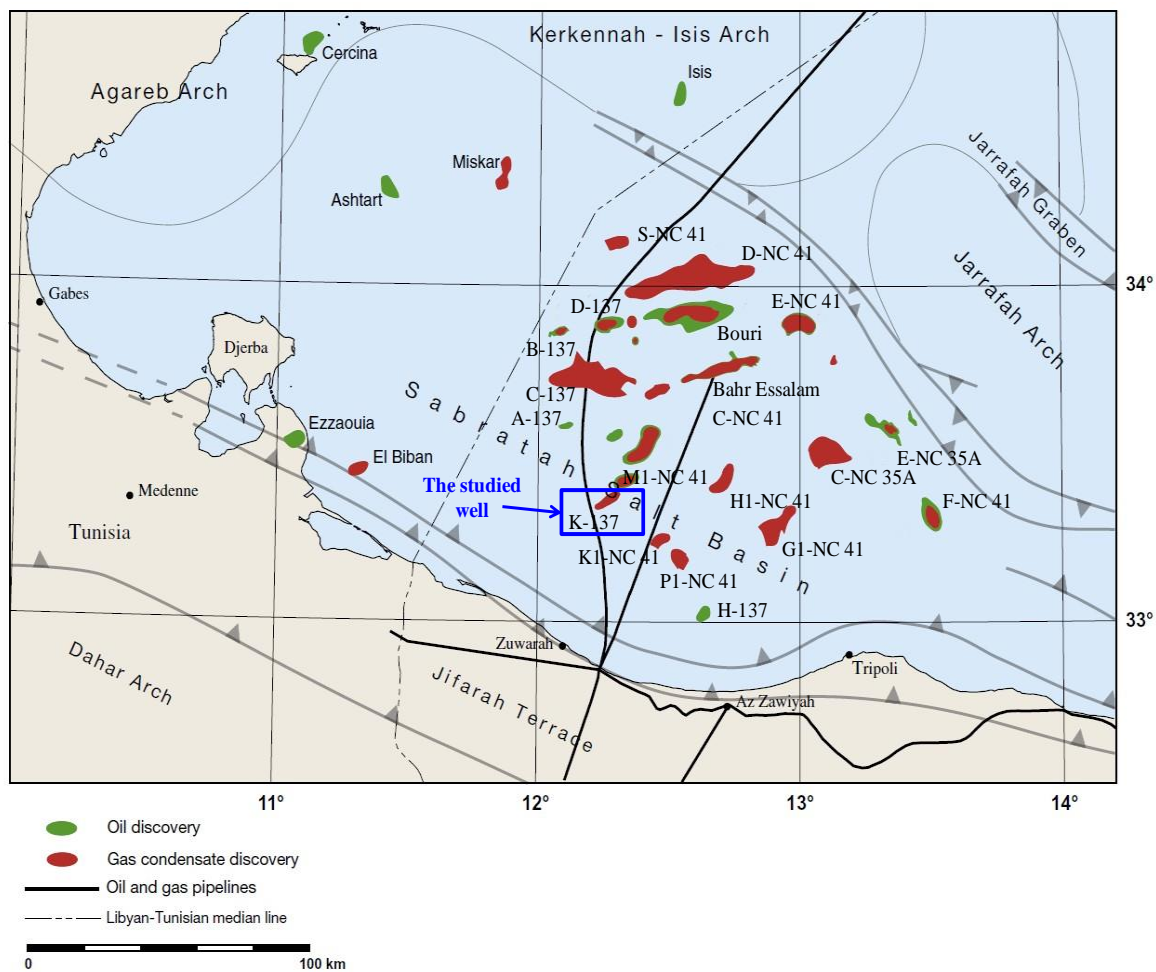 Kerkennah - Isis Arch
Cercina
Isis
Agareb Arch
Jarrafah Graben
Miskar
Ashtart
S-NC 41
D-NC 41
Jarrafah Arch
34°
Gabes
D-137
E-NC 41
Bouri
Djerba
B-137
C-137
Bahr Essalam
Sabratah Salt Basin
A-137
C-NC 41
Ezzaouia
El Biban
E-NC 35A
C-NC 35A
M1-NC 41
The studied
well
Medenne
H1-NC 41
F-NC 41
K-137
Tunisia
G1-NC 41
K1-NC 41
P1-NC 41
H-137
33°
Zuwarah
Tripoli
Dahar Arch
Jifarah Terrace
Az Zawiyah
11°
12°
13°
14°
Oil discovery
Gas condensate discovery
Oil and gas pipelines
Libyan-Tunisian median line
0
100 km